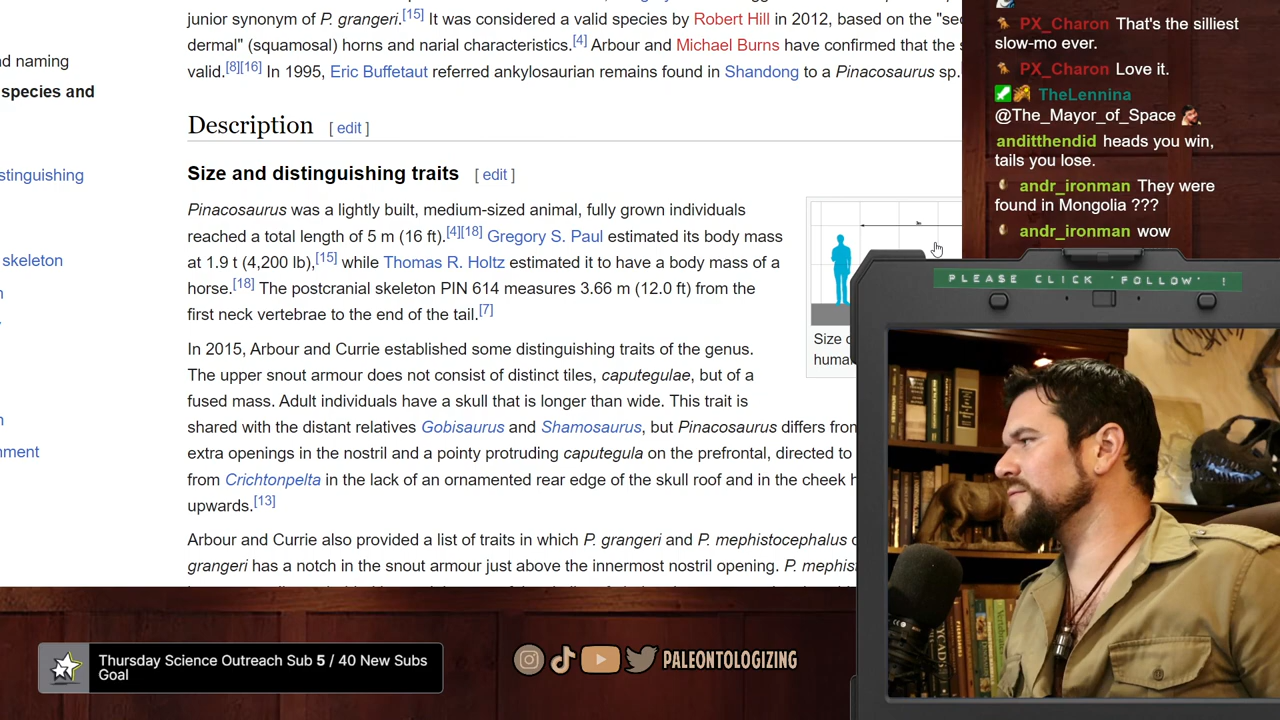 junior synonym of P. grangeri.[15] It was considered a valid species by Robert Hill in 2012, based on the "sec
dermal" (squamosal) horns and narial characteristics.[4] Arbour and Michael Burns have confirmed that the s
valid.[8][16] In 1995, Eric Buffetaut referred ankylosaurian remains found in Shandong to a Pinacosaurus sp.
d naming
species and
stinguishing
skeleton
nment
Description [ edit ]
Size and distinguishing traits [ edit ]
Pinacosaurus was a lightly built, medium-sized animal, fully grown individuals
reached a total length of 5 m (16 ft).[4][18] Gregory S. Paul estimated its body mass
at 1.9 t (4,200 lb),[15] while Thomas R. Holtz estimated it to have a body mass of a
horse.[18] The postcranial skeleton PIN 614 measures 3.66 m (12.0 ft) from the
first neck vertebrae to the end of the tail.[7]
Size c
human
In 2015, Arbour and Currie established some distinguishing traits of the genus.
The upper snout armour does not consist of distinct tiles, caputegulae, but of a
fused mass. Adult individuals have a skull that is longer than wide. This trait is
shared with the distant relatives Gobisaurus and Shamosaurus, but Pinacosaurus differs from
extra openings in the nostril and a pointy protruding caputegula on the prefrontal, directed to
from Crichtonpelta in the lack of an ornamented rear edge of the skull roof and in the cheek h
upwards.[13]
Arbour and Currie also provided a list of traits in which P. grangeri and P. mephistocephalus
grangeri has a notch in the snout armour just above the innermost nostril opening. P. mephis
PX_Charon That's the silliest
slow-mo ever.
PX_Charon Love it.
TheLennina
@The_Mayor_of_Space
anditthendid heads you win,
tails you lose.
andr_ironman They were
found in Mongolia ???
andr_ironman wow
PLEASE CLICK "FOLLOW" !
Thursday Science Outreach Sub 5 / 40 New Subs
Goal
PALEONTOLOGIZING